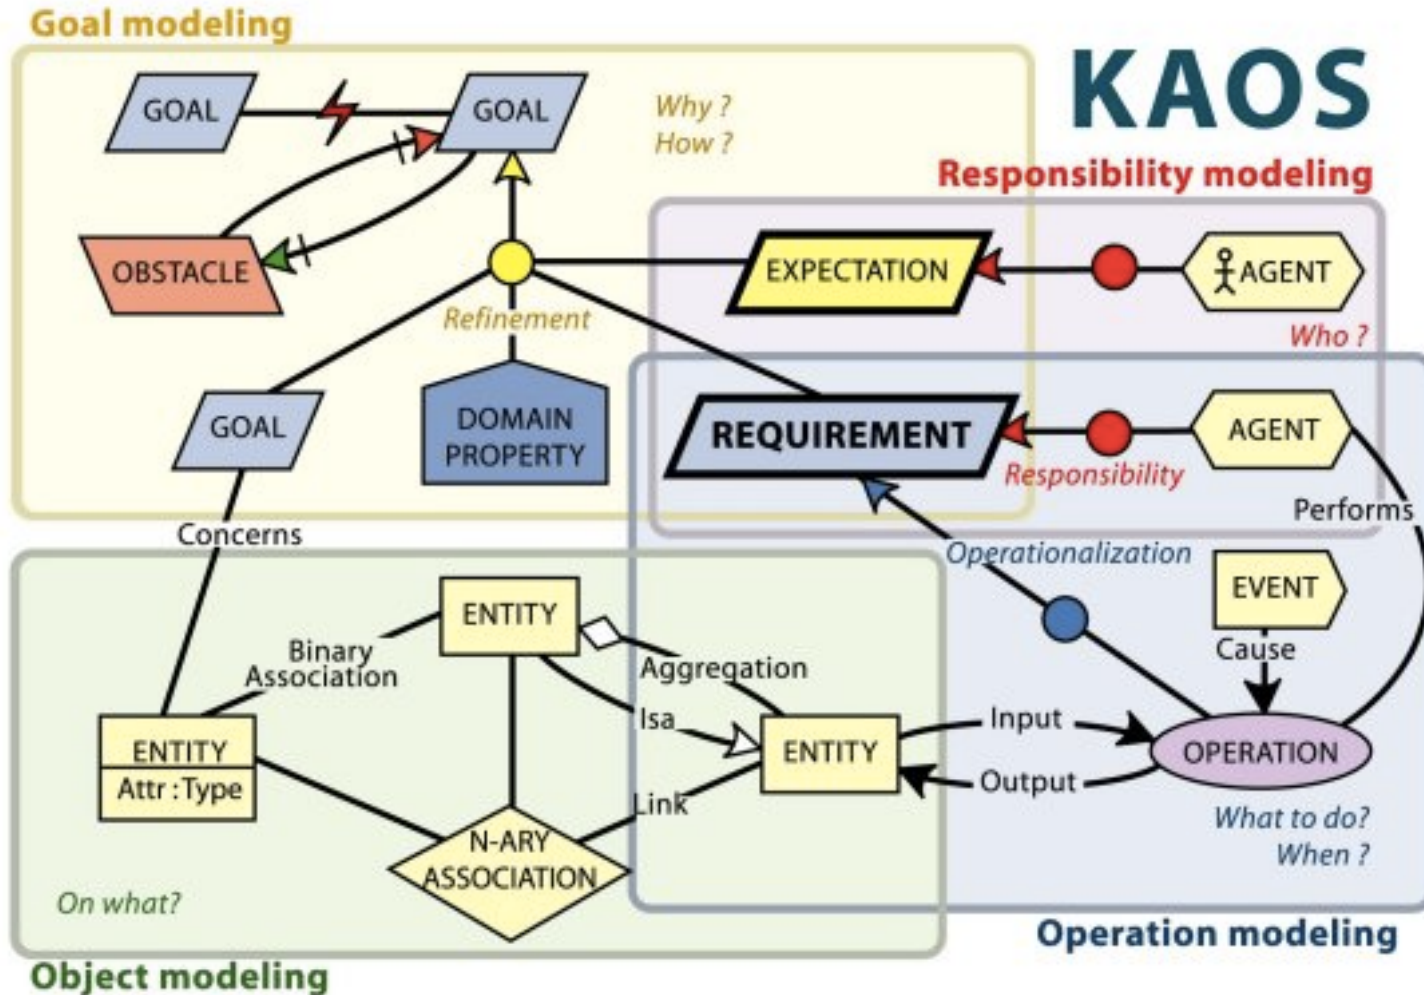 Goal modeling
KAOS
GOAL
GOAL
Why ?
How ?
Responsibility modeling
OBSTACLE
EXPECTATION
AGENT
Refinement
Who ?
GOAL
DOMAIN
PROPERTY
REQUIREMENT
AGENT
Responsibility
Performs
Concerns
Operationalization
EVENT
ENTITY
Cause
Binary
Association
Aggregation
Isa
Input
ENTITY
Attr : Type
ENTITY
OPERATION
Output
Link
N-ARY
ASSOCIATION
What to do?
When ?
On what?
Operation modeling
Object modeling